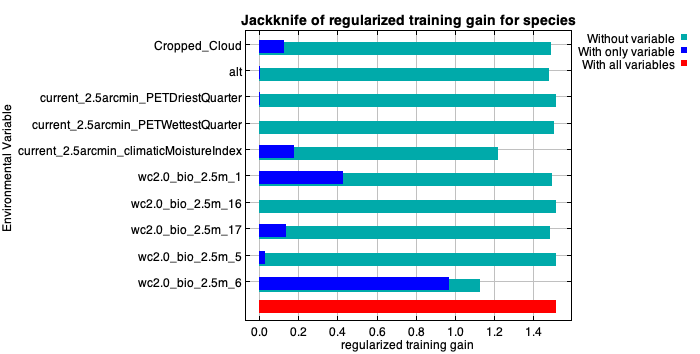 Jackknife of regularized training gain for species
Without variable
With only variable
With all variables
Environmental Variable
Cropped_Cloud
alt
current_2.5arcmin_PETDriestQuarter
current_2.5arcmin_PETWettestQuarter
current_2.5arcmin_climaticMoistureIndex
wc2.0_bio_2.5m_1
wc2.0_bio_2.5m_16
wc2.0_bio_2.5m_17
wc2.0_bio_2.5m_5
wc2.0_bio_2.5m_6
0.0 0.2 0.4 0.6 0.8 1.0 1.2 1.4
regularized training gain